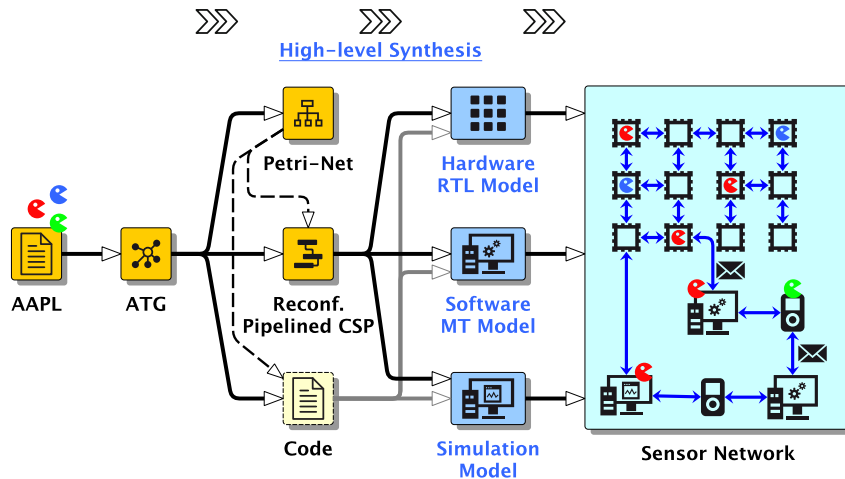 High-level Synthesis
Petri-Net
Hardware
RTL Model
AAPL
ATG
Reconf.
Pipelined CSP
Software
MT Model
Code
Simulation
Model
Sensor Network